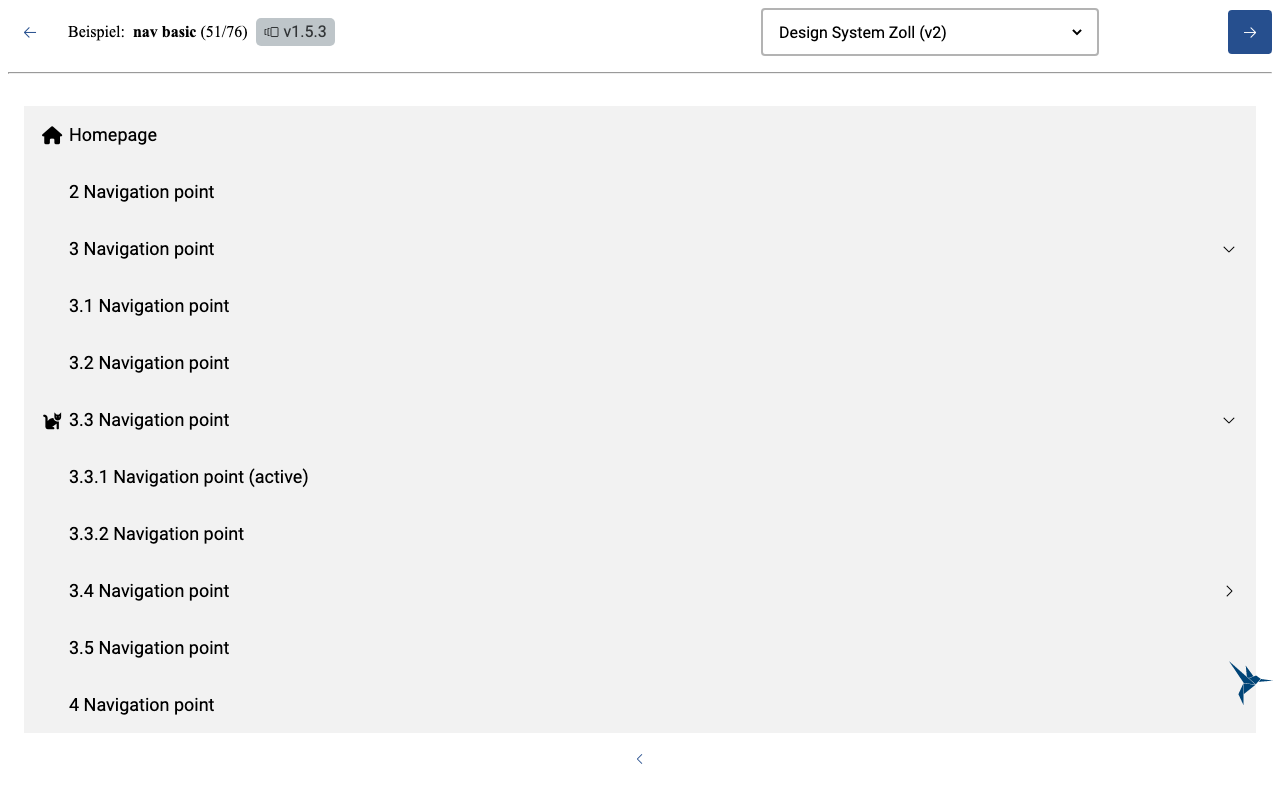 Beispiel: nav basic (51/76) v1.5.3 Design System Zoll (v2)
Homepage
2 Navigation point
3 Navigation point
3.1 Navigation point
3.2 Navigation point
3.3 Navigation point
3.3.1 Navigation point (active)
3.3.2 Navigation point
3.4 Navigation point
3.5 Navigation point
4 Navigation point